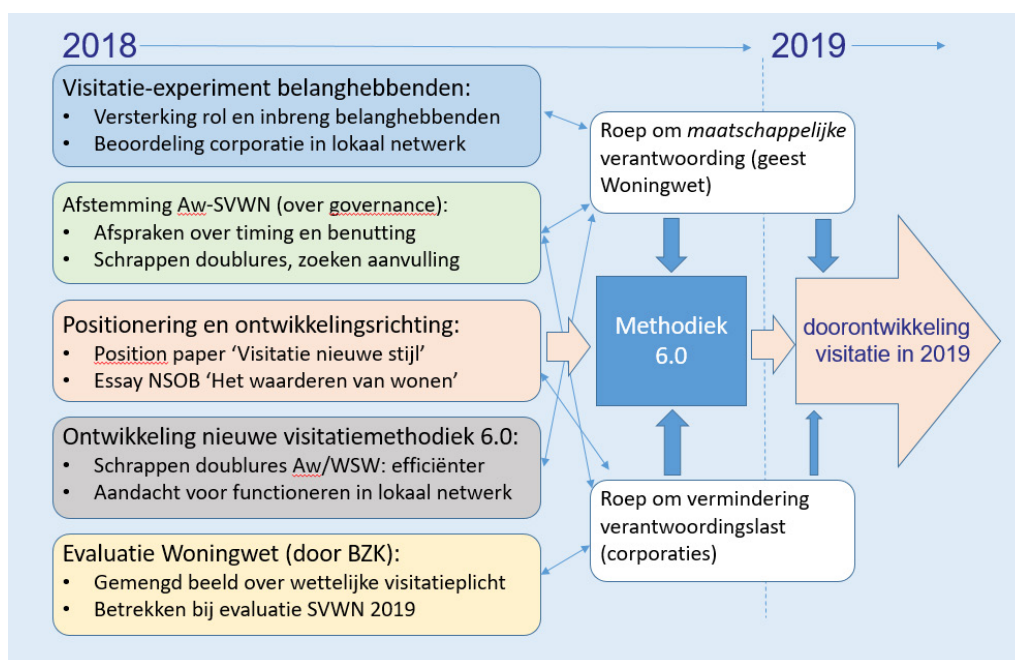 2018
2019
Visitatie-experiment belanghebbenden:
• Versterking rol en inbreng belanghebbenden
• Beoordeling corporatie in lokaal netwerk
Afstemming Aw-SVWN (over governance):
• Afspraken over timing en benutting
• Schrappen doublures, zoeken aanvulling
Positionering en ontwikkelingsrichting:
• Position paper ‘Visitatie nieuwe stijl’
• Essay NSOB ‘Het waarderen van wonen’
Ontwikkeling nieuwe visitatiemethodiek 6.0:
• Schrappen doublures Aw/WSW: efficiënter
• Aandacht voor functioneren in lokaal netwerk
Evaluatie Woningwet (door BZK):
• Gemengd beeld over wettelijke visitatieplicht
• Betrekken bij evaluatie SVWN 2019
Roep om maatschappelijke
verantwoording (geest
Woningwet)
Methodiek
6.0
Roep om vermindering
verantwoordingslast
(corporaties)
doorontwikkeling
visitatie in 2019